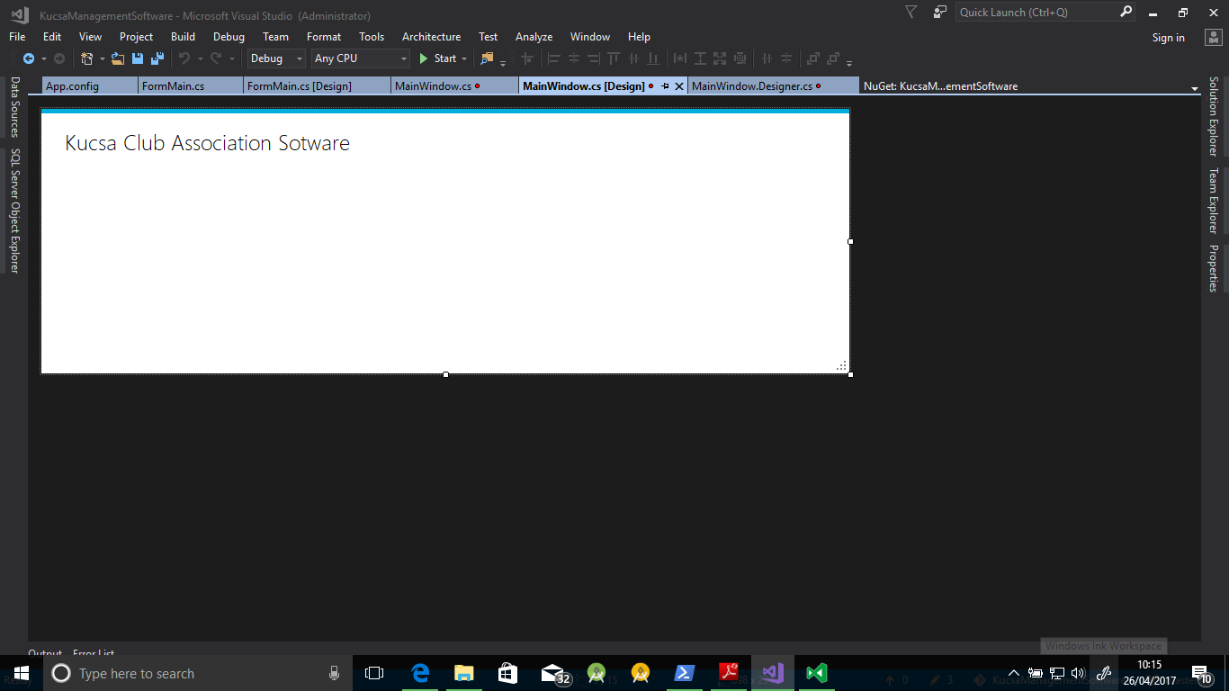 KucsaManagementSoftware - Microsoft Visual Studio (Administrator)
Quick Launch (Ctrl+Q)
File Edit View Project Build Debug Team Format Tools Architecture Test Analyze Window Help
Sign in
Debug Any CPU Start
App.config FormMain.cs FormMain.cs [Design] MainWindow.cs MainWindow.cs [Design] MainWindow.Designer.cs NuGet: KucsaM...ementSoftware
Data Sources
SQL Server Object Explorer
Kucsa Club Association Sotware
Solution Explorer
Team Explorer
Properties
Output Error List
Windows Ink Workspace
Type here to search
32
10:15
26/04/2017
10